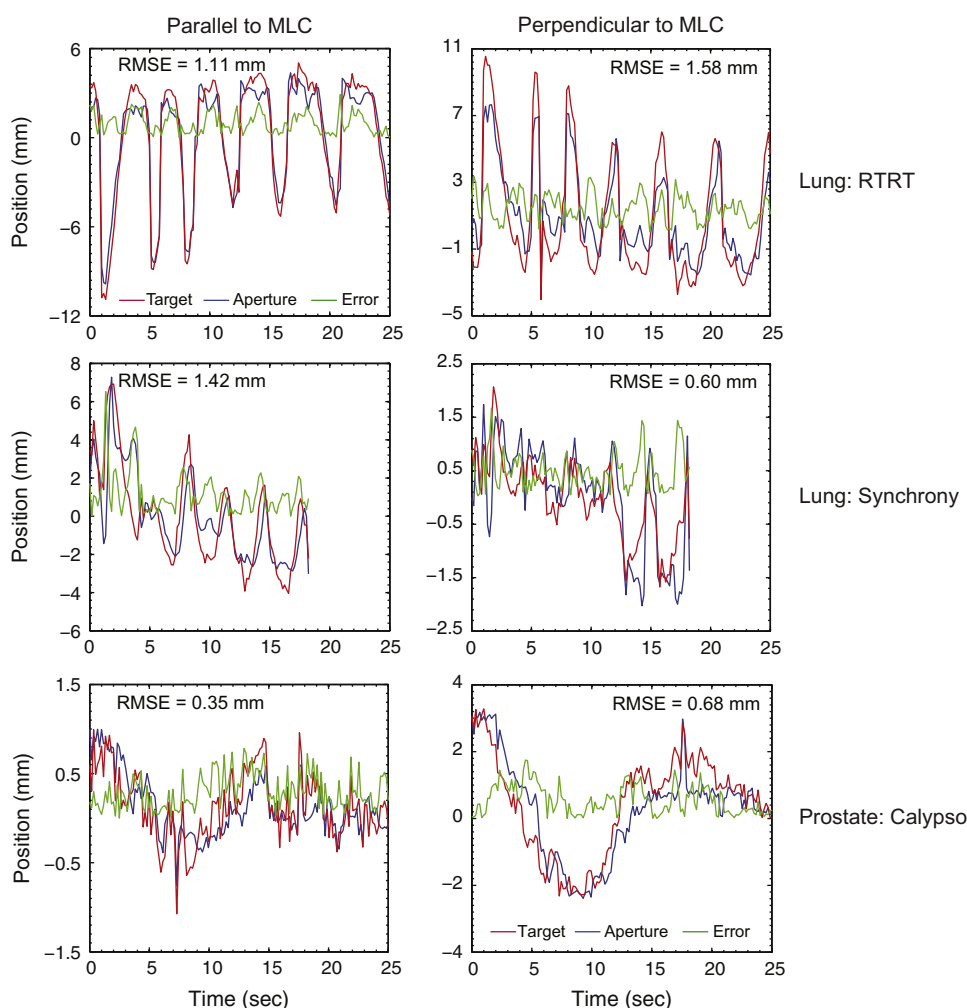 Parallel to MLC
Perpendicular to MLC
6
0
−6
−12
0 5 10 15 20 25
Position (mm)
RMSE = 1.11 mm
Target Aperture Error
11
7
3
−1
−5
0 5 10 15 20 25
RMSE = 1.58 mm
Lung: RTRT
8
6
4
2
0
−2
−4
−6
0 5 10 15 20 25
Position (mm)
RMSE = 1.42 mm
2.5
1.5
0.5
−0.5
−1.5
−2.5
0 5 10 15 20 25
RMSE = 0.60 mm
Lung: Synchrony
1.5
0.5
−0.5
−1.5
0 5 10 15 20 25
Position (mm)
Time (sec)
RMSE = 0.35 mm
4
2
0
−2
−4
0 5 10 15 20 25
Time (sec)
RMSE = 0.68 mm
Target Aperture Error
Prostate: Calypso